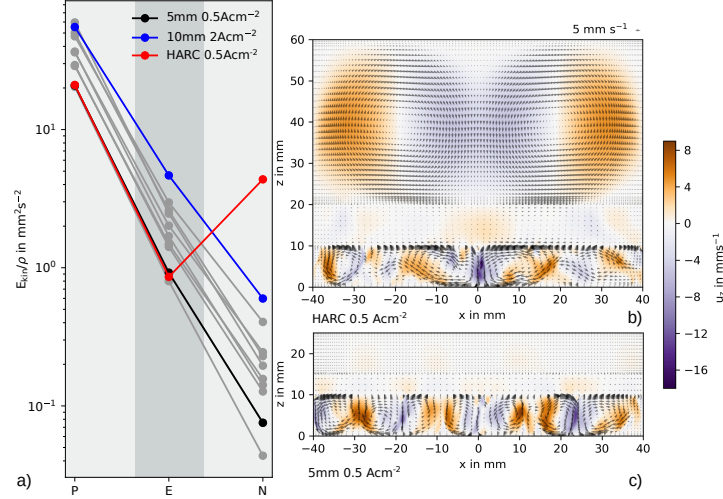 5mm 0.5Acm⁻²
10mm 2Acm⁻²
HARC 0.5Acm⁻²
E_kin/ρ in mm²s⁻²
10¹
10⁰
10⁻¹
P E N
a)
5 mm s⁻¹
z in mm
60
50
40
30
20
10
0
−40 −30 −20 −10 0 10 20 30 40
x in mm
HARC 0.5 Acm⁻²
b)
z in mm
20
10
0
−40 −30 −20 −10 0 10 20 30 40
x in mm
5mm 0.5 Acm⁻²
c)
8
4
0
−4
−8
−12
−16
u_z in mms⁻¹